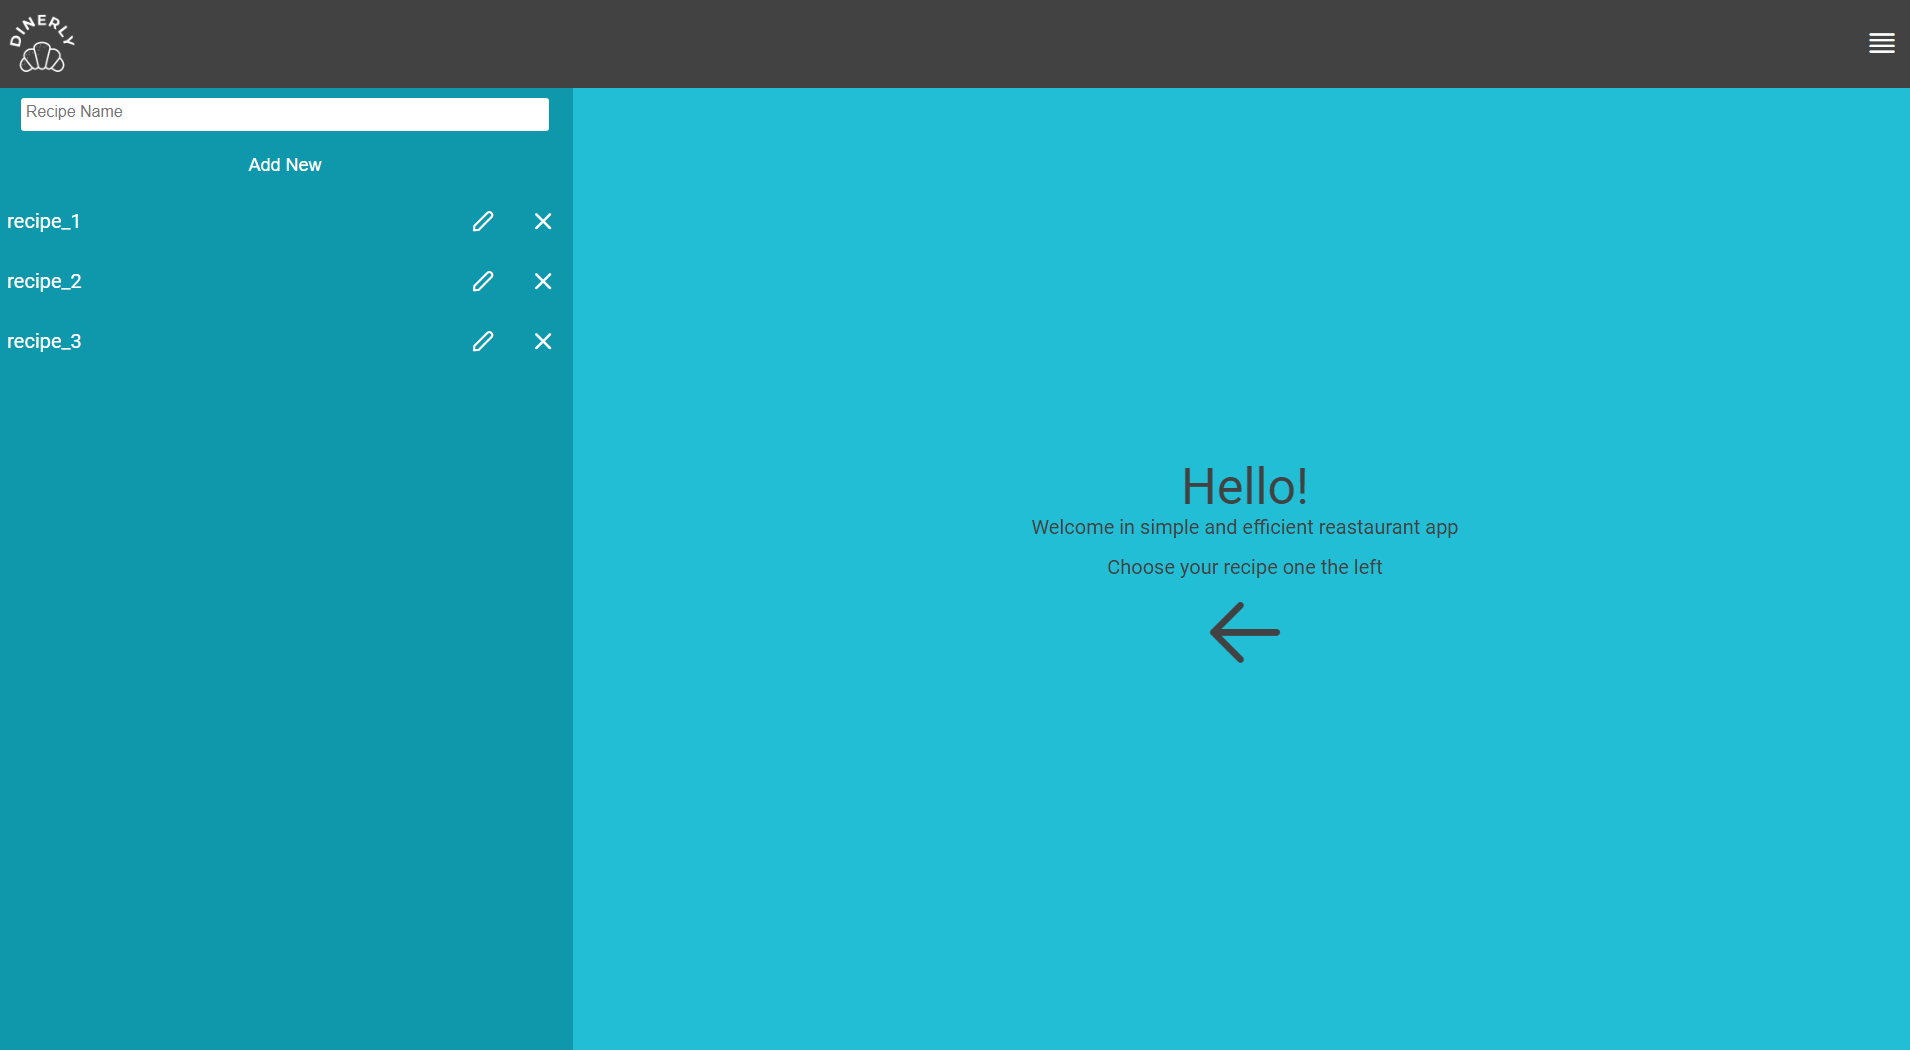 DINERLY
Recipe Name
Add New
recipe_1
recipe_2
recipe_3
Hello!
Welcome in simple and efficient reastaurant app
Choose your recipe one the left